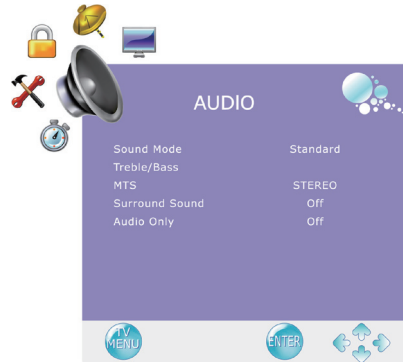 AUDIO
Sound Mode Standard
Treble/Bass
MTS STEREO
Surround Sound Off
Audio Only Off
TV
MENU
ENTER